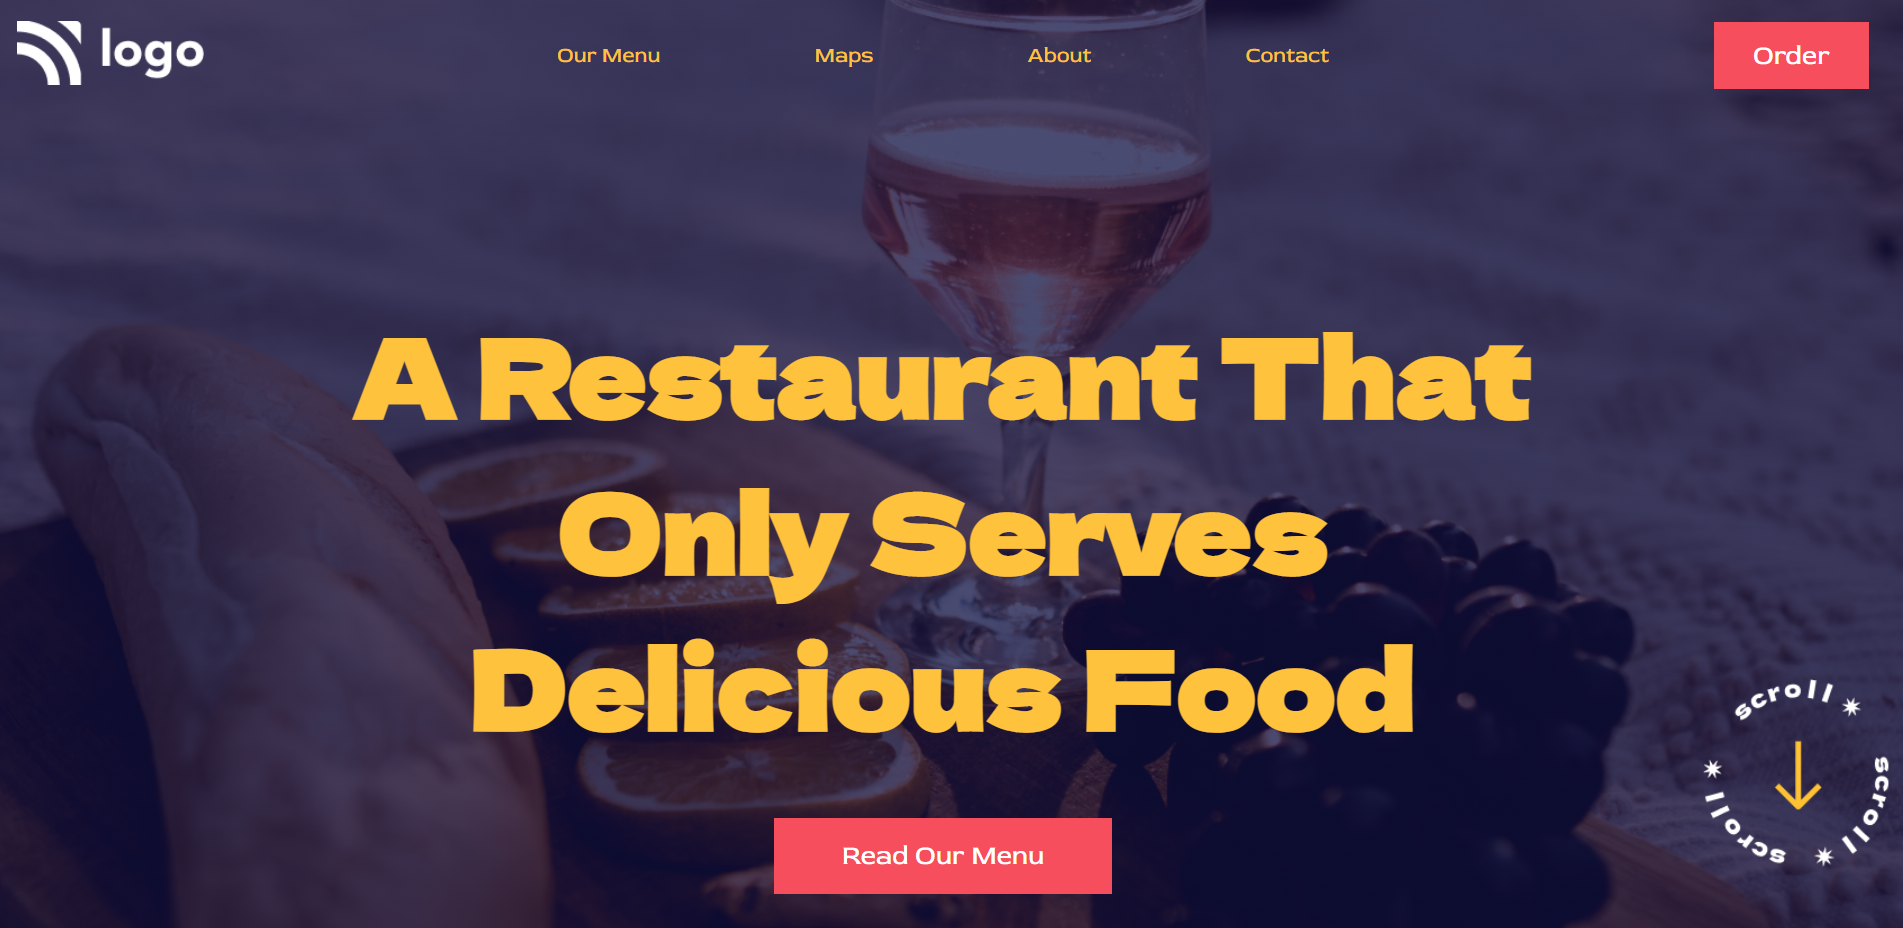 logo
Our Menu
Maps
About
Contact
Order
A Restaurant That
Only Serves
Delicious Food
Read Our Menu
scroll
scroll
scroll